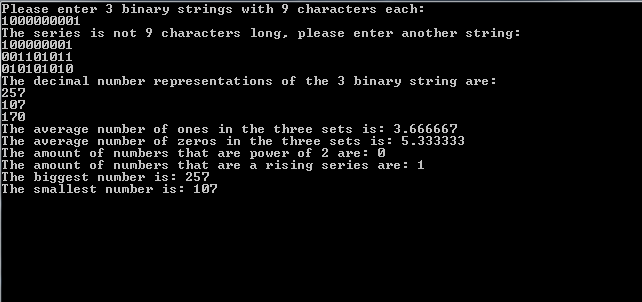 Please enter 3 binary strings with 9 characters each:
1000000001
The series is not 9 characters long, please enter another string:
100000001
001101011
010101010
The decimal number representations of the 3 binary string are:
257
107
170
The average number of ones in the three sets is: 3.666667
The average number of zeros in the three sets is: 5.333333
The amount of numbers that are power of 2 are: 0
The amount of numbers that are a rising series are: 1
The biggest number is: 257
The smallest number is: 107